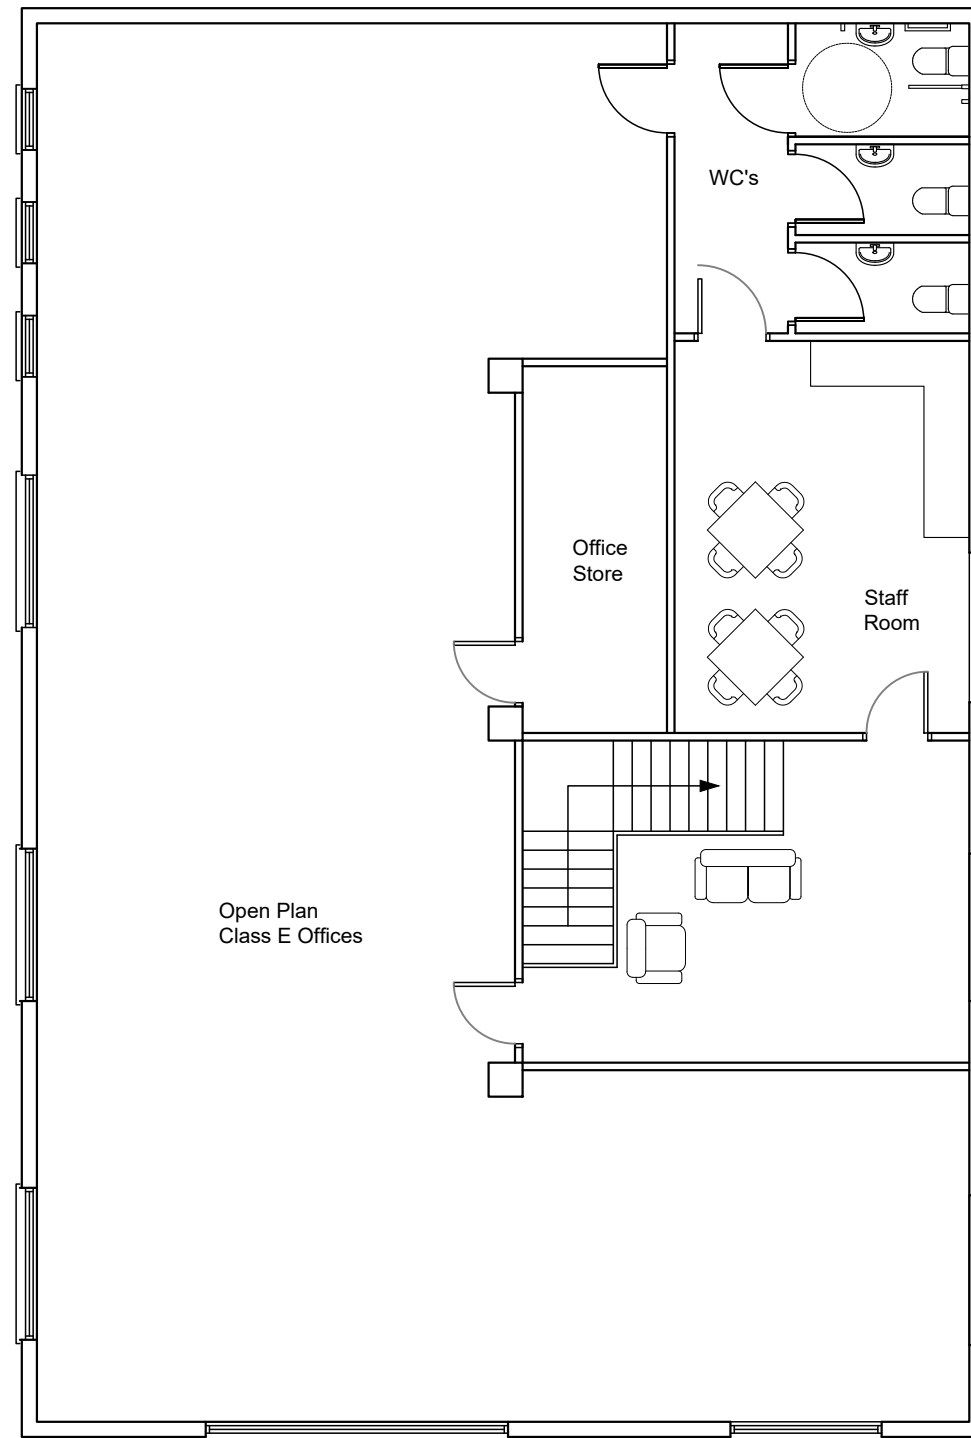 WC's
Office
Store
Staff
Room
Open Plan
Class E Offices